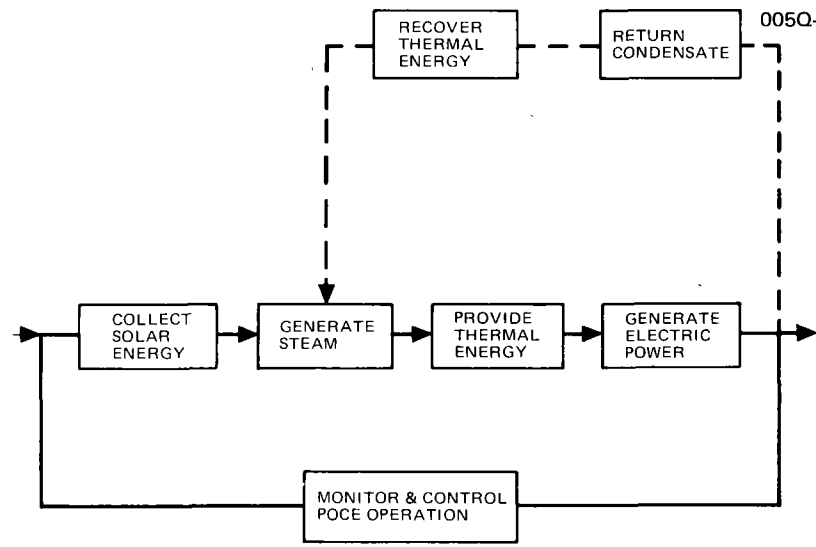 005Q-
RECOVER
THERMAL
ENERGY
RETURN
CONDENSATE
COLLECT
SOLAR
ENERGY
GENERATE
STEAM
PROVIDE
THERMAL
ENERGY
GENERATE
ELECTRIC
POWER
MONITOR & CONTROL
POCE OPERATION